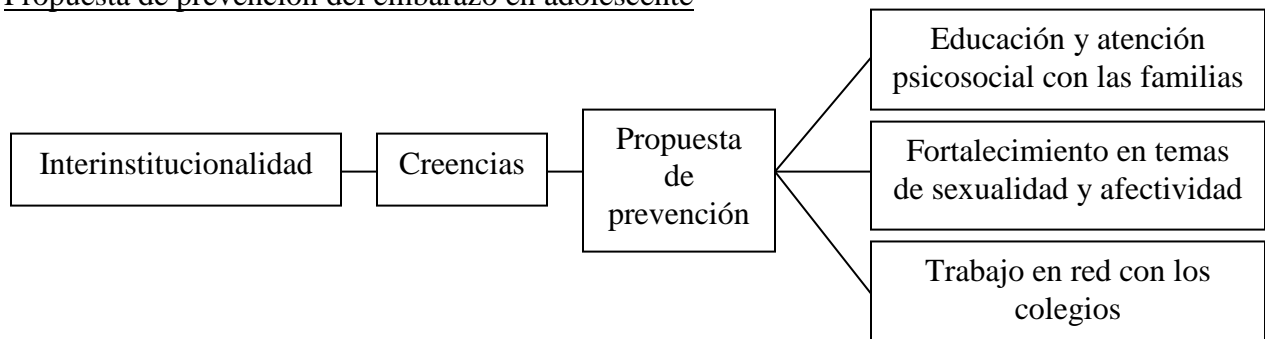 Propuesta de prevención del embarazo en adolescente
Interinstitucionalidad
Creencias
Propuesta
de
prevención
Educación y atención
psicosocial con las familias
Fortalecimiento en temas
de sexualidad y afectividad
Trabajo en red con los
colegios